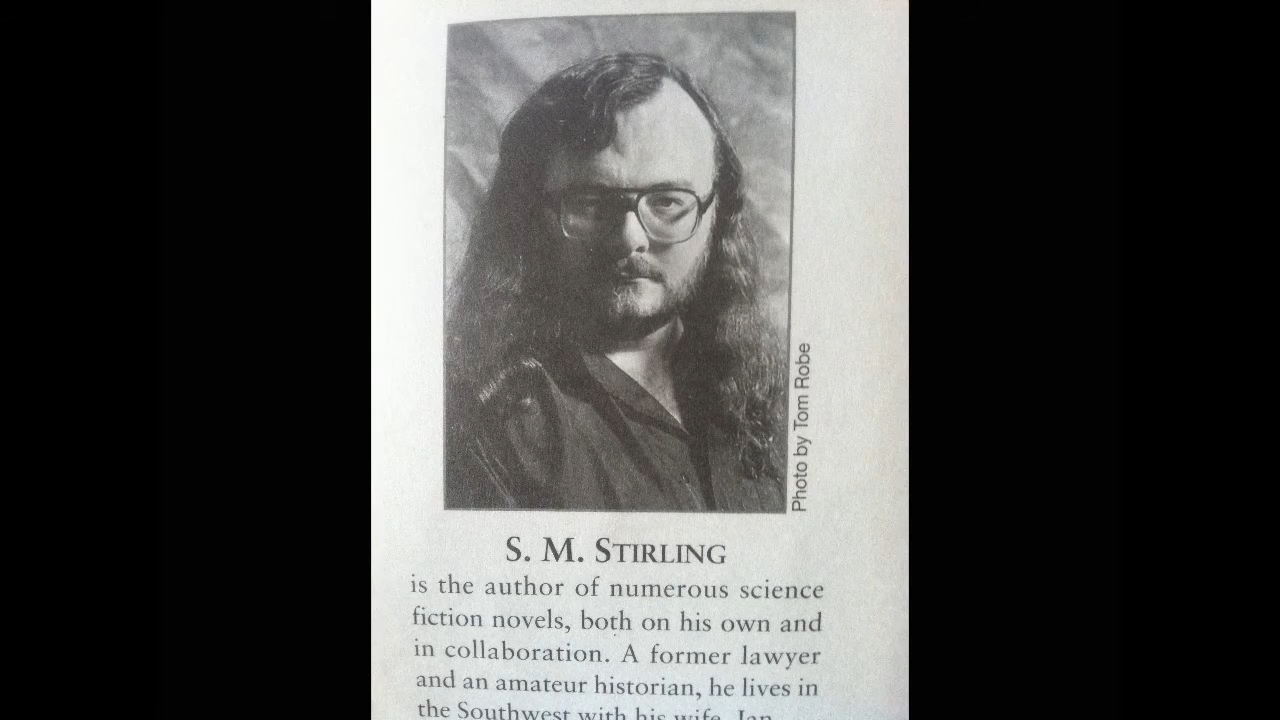 Photo by Tom Robe
S. M. STIRLING
is the author of numerous science
fiction novels, both on his own and
in collaboration. A former lawyer
and an amateur historian, he lives in
the Southwest with his wife, Jan